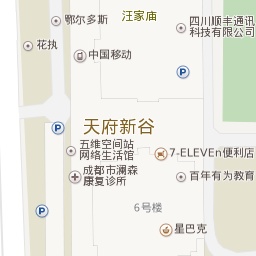 汪家庙
鄂尔多斯
四川顺丰通讯
科技有限公司
花执
中国移动
P
天府新谷
P
五维空间站
网络生活馆
7-ELEVEn便利店
成都市澜森
康复诊所
百年有为教育
P
6号楼
星巴克
P